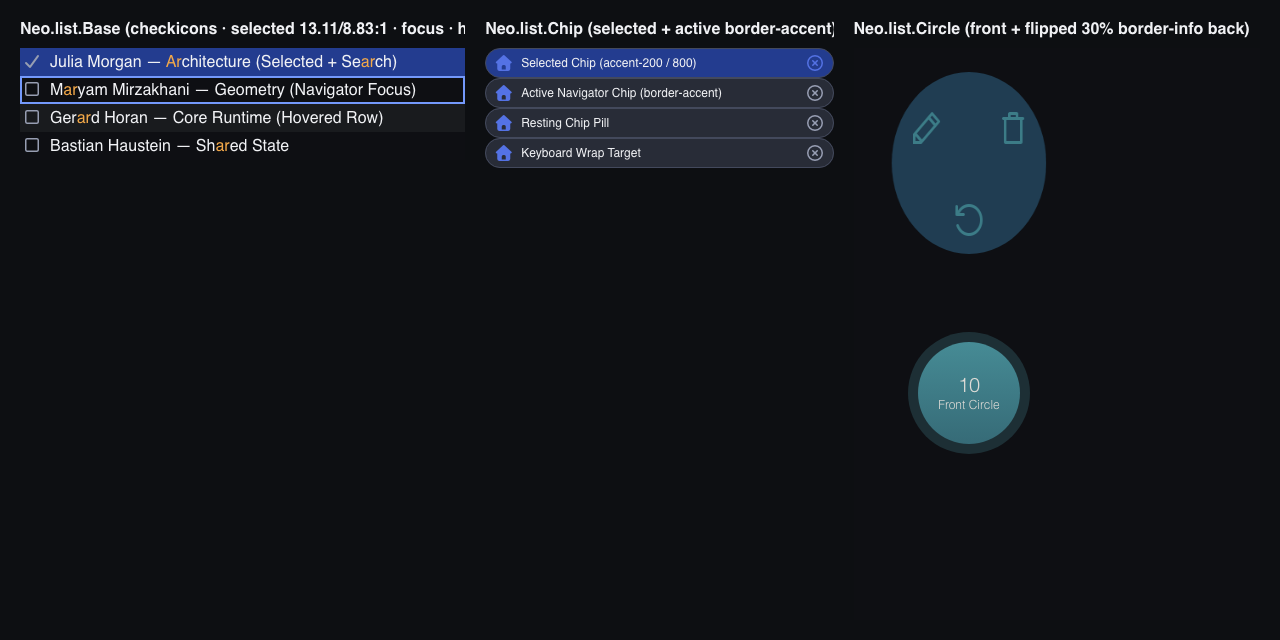 Neo.list.Base (checkicons · selected 13.11/8.83:1 · focus · h
Julia Morgan — Architecture (Selected + Search)
Maryam Mirzakhani — Geometry (Navigator Focus)
Gerard Horan — Core Runtime (Hovered Row)
Bastian Haustein — Shared State
Neo.list.Chip (selected + active border-accent)
Selected Chip (accent-200 / 800)
Active Navigator Chip (border-accent)
Resting Chip Pill
Keyboard Wrap Target
Neo.list.Circle (front + flipped 30% border-info back)
10
Front Circle